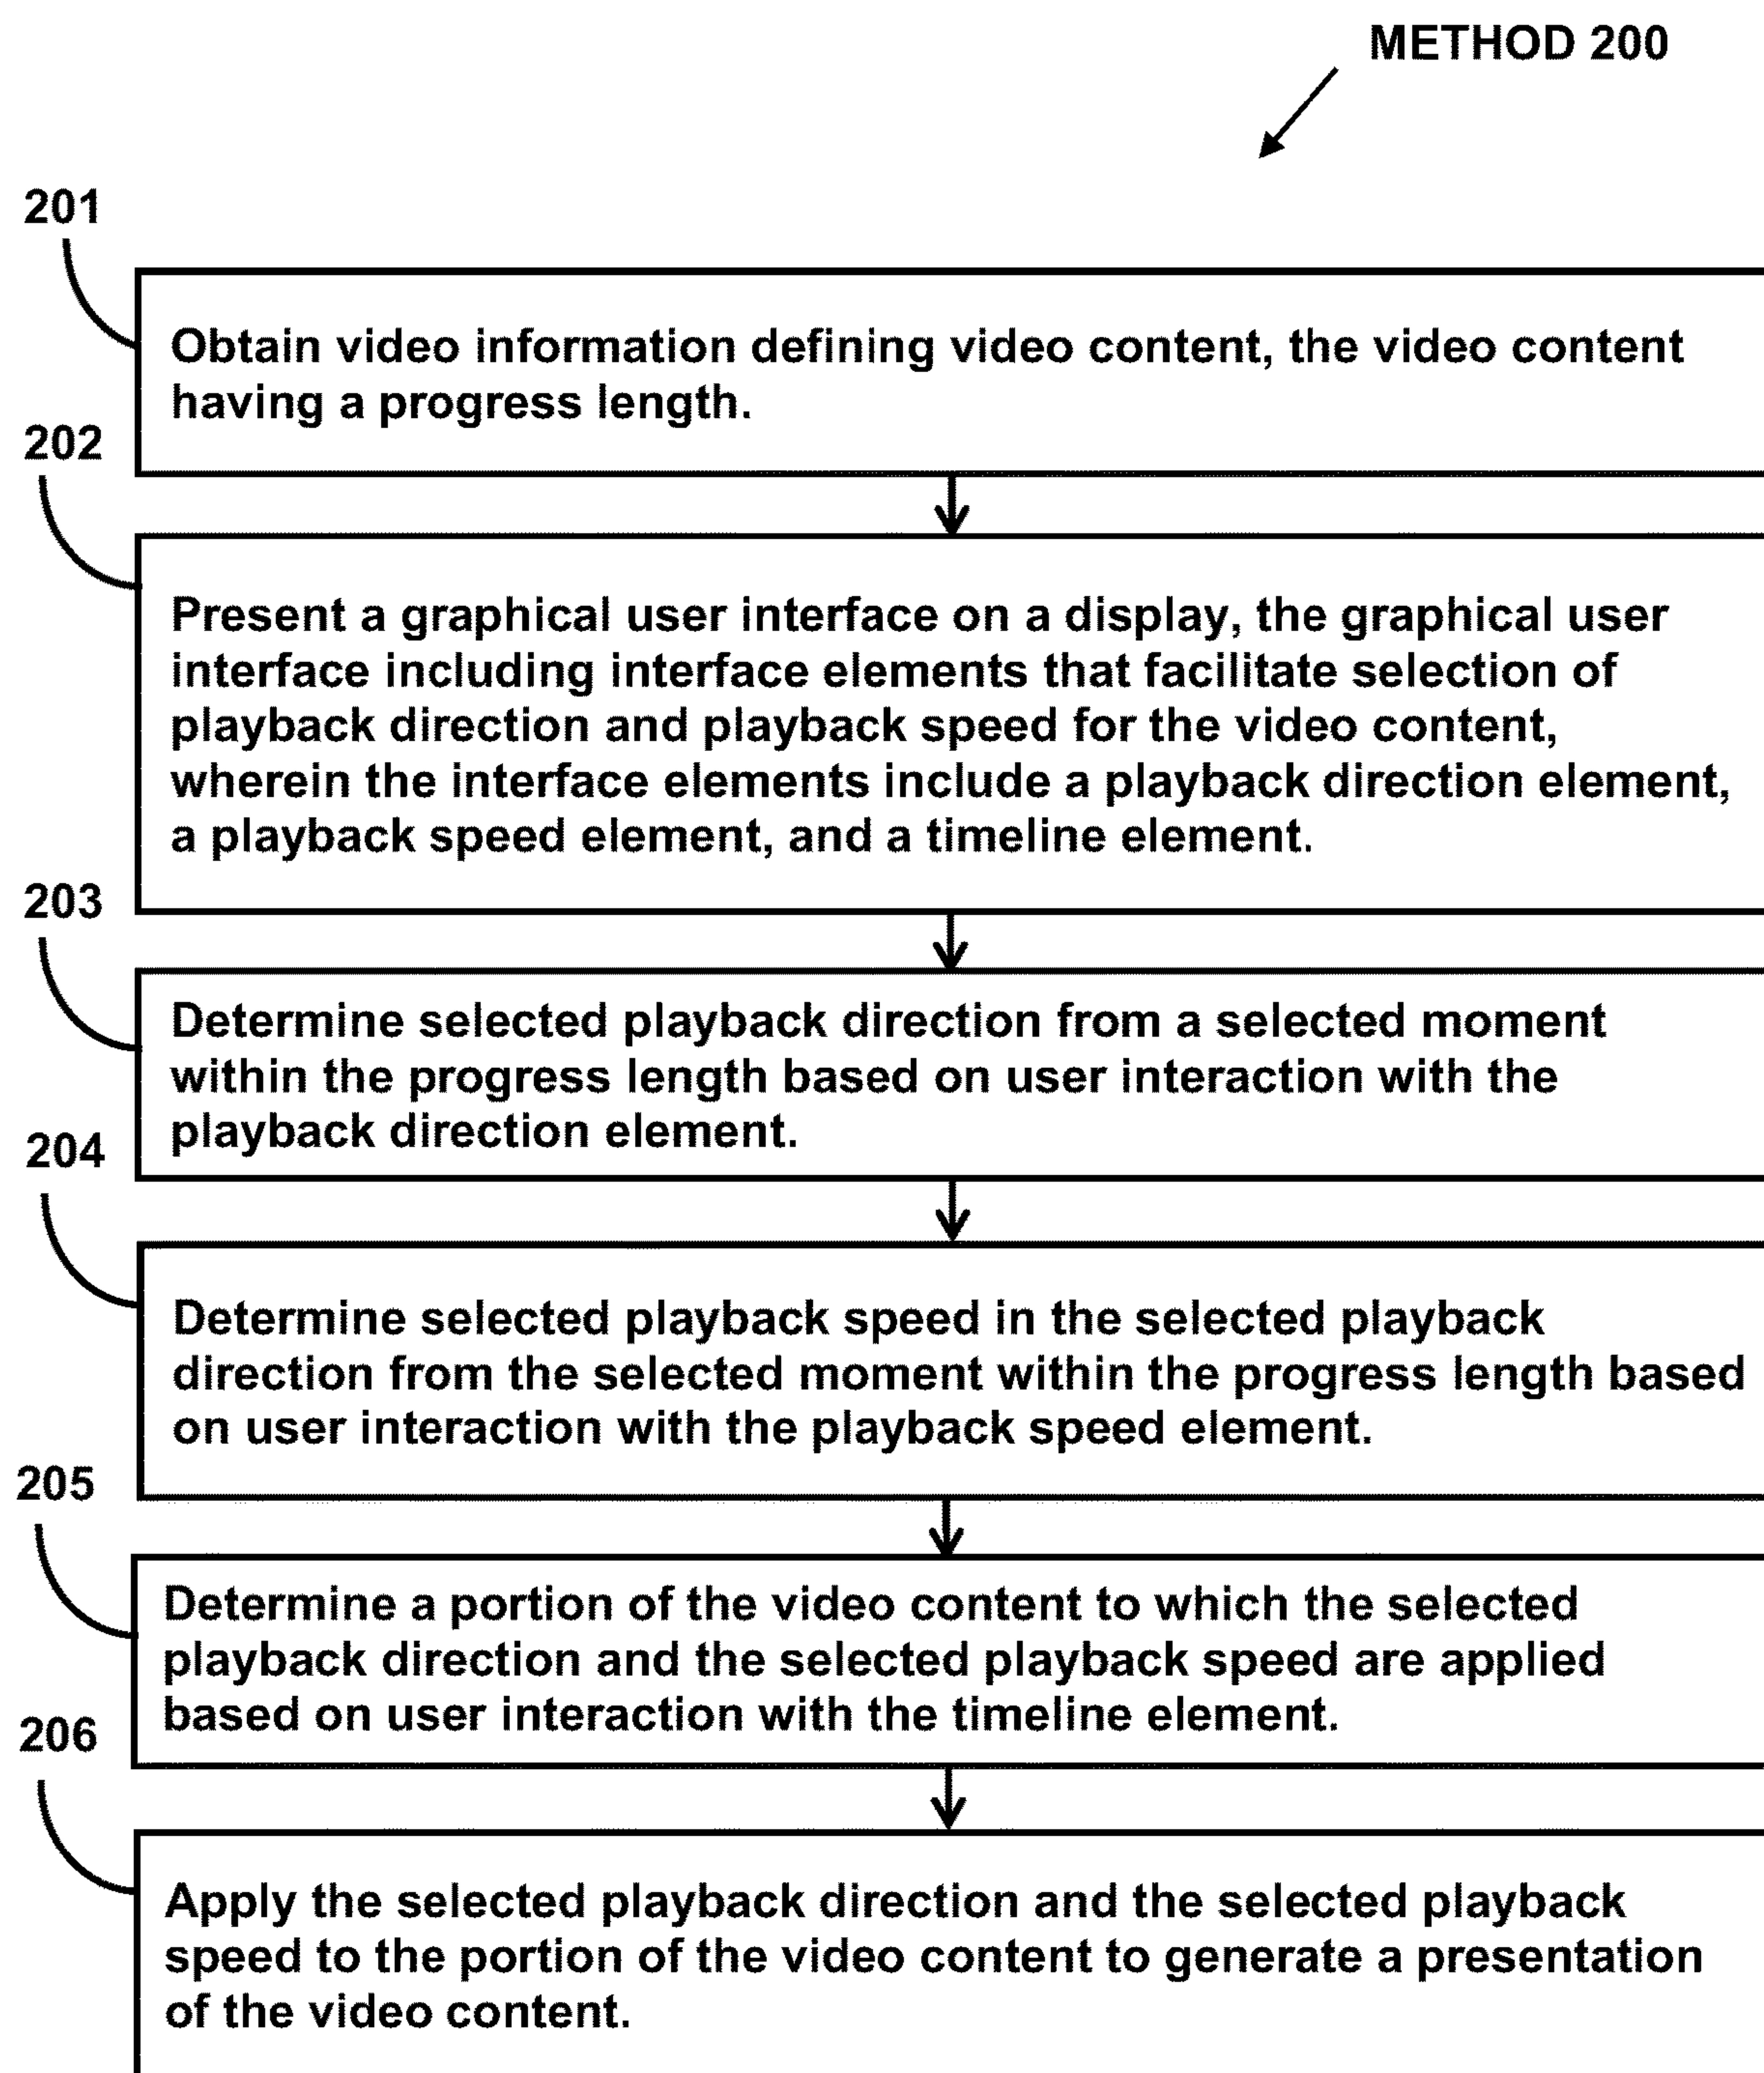 METHOD 200
201
Obtain video information defining video content, the video content
having a progress length.
202
Present a graphical user interface on a display, the graphical user
interface including interface elements that facilitate selection of
playback direction and playback speed for the video content,
wherein the interface elements include a playback direction element,
a playback speed element, and a timeline element.
203
Determine selected playback direction from a selected moment
within the progress length based on user interaction with the
playback direction element.
204
Determine selected playback speed in the selected playback
direction from the selected moment within the progress length based
on user interaction with the playback speed element.
205
Determine a portion of the video content to which the selected
playback direction and the selected playback speed are applied
based on user interaction with the timeline element.
206
Apply the selected playback direction and the selected playback
speed to the portion of the video content to generate a presentation
of the video content.